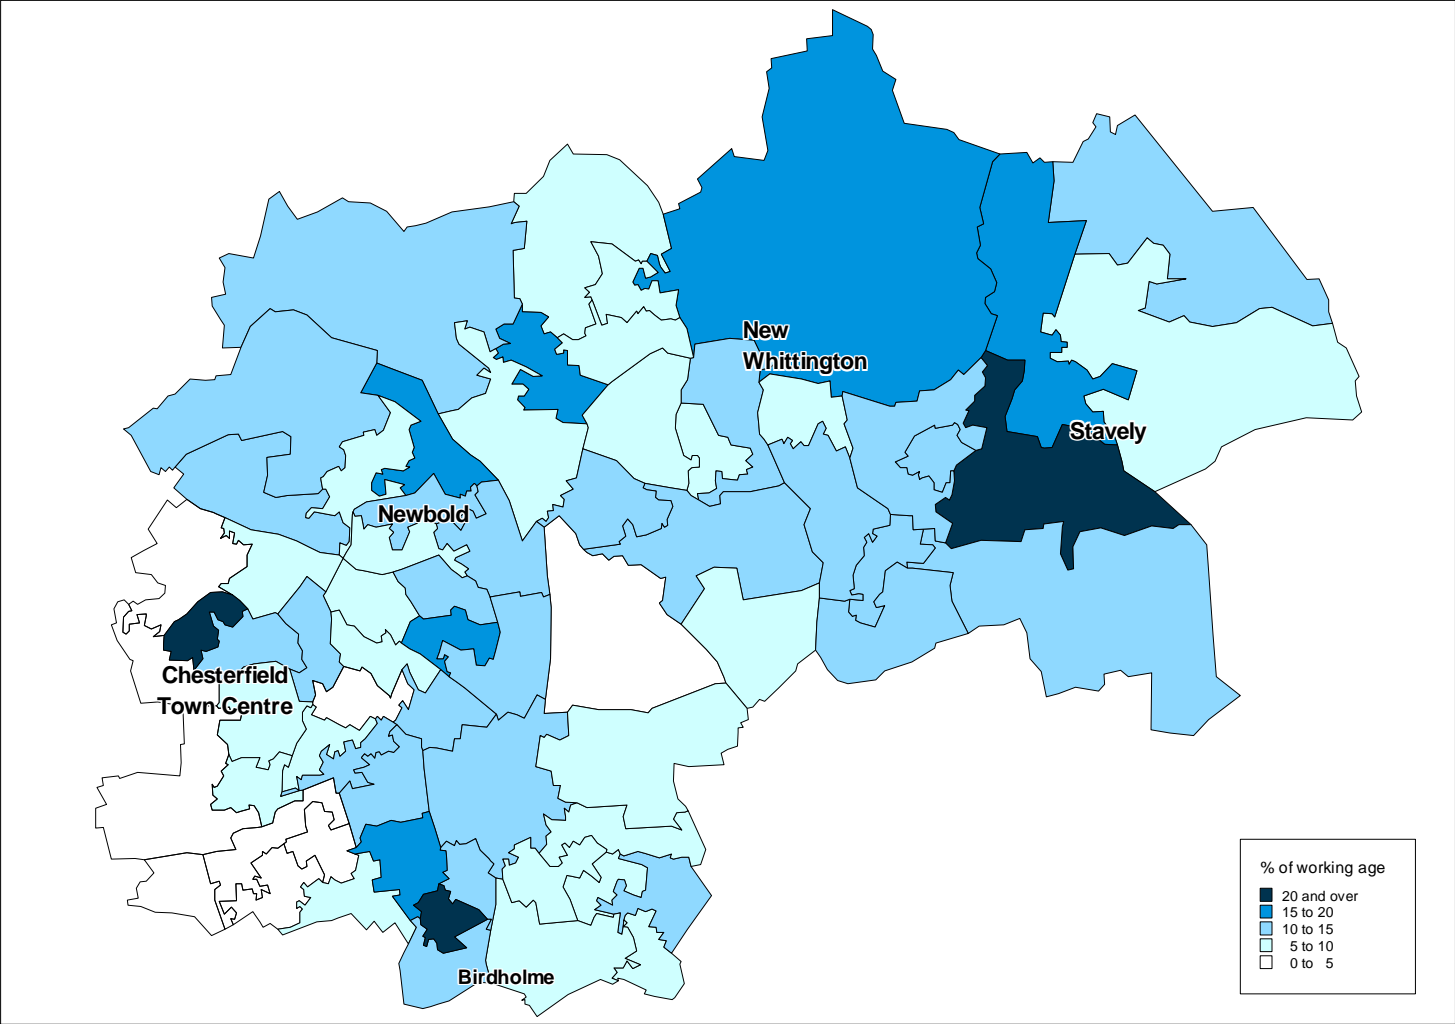 New
Whittington
Stavely
Newbold
Chesterfield
Town Centre
Birdholme
% of working age
20 and over
15 to 20
10 to 15
5 to 10
0 to 5